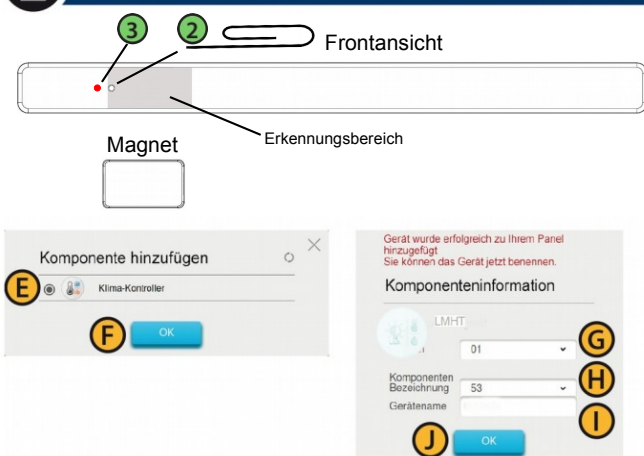 3
2
Frontansicht
Erkennungsbereich
Magnet
Komponente hinzufügen
E
Klima-Kontroller
F
OK
Gerät wurde erfolgreich zu Ihrem Panel
hinzugefügt
Sie können das Gerät jetzt benennen.
Komponenteninformation
LMHT
01
G
Komponenten
Bezeichnung
53
H
Gerätename
I
J
OK